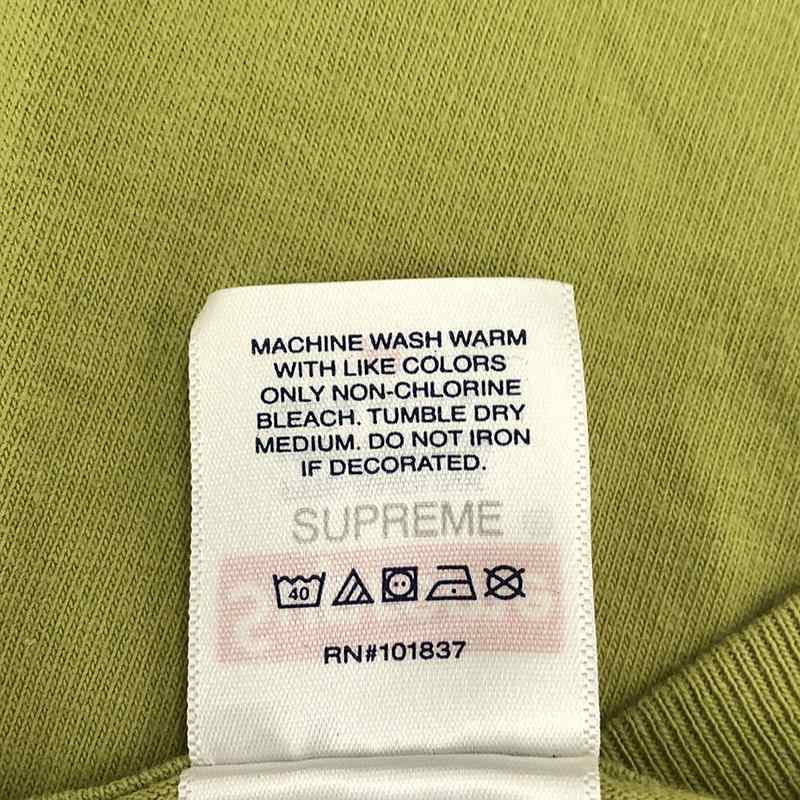 MACHINE WASH WARM
WITH LIKE COLORS
ONLY NON-CHLORINE
BLEACH. TUMBLE DRY
MEDIUM. DO NOT IRON
IF DECORATED.
SUPREME
40
RN#101837